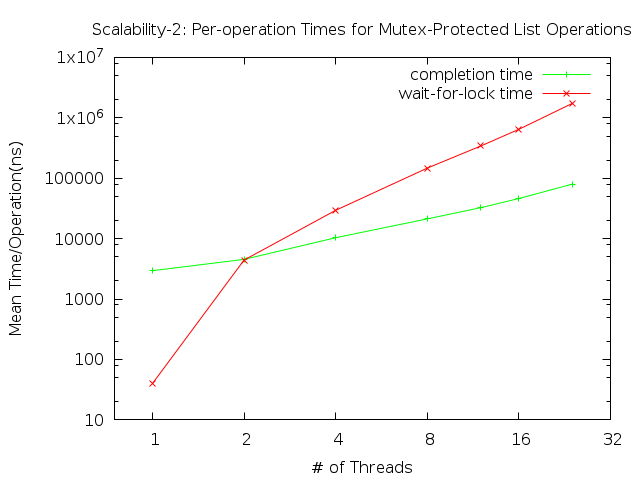 Scalability-2: Per-operation Times for Mutex-Protected List Operations
1x10^7
completion time
wait-for-lock time
1x10^6
100000
10000
1000
100
10
Mean Time/Operation(ns)
1 2 4 8 16 32
# of Threads